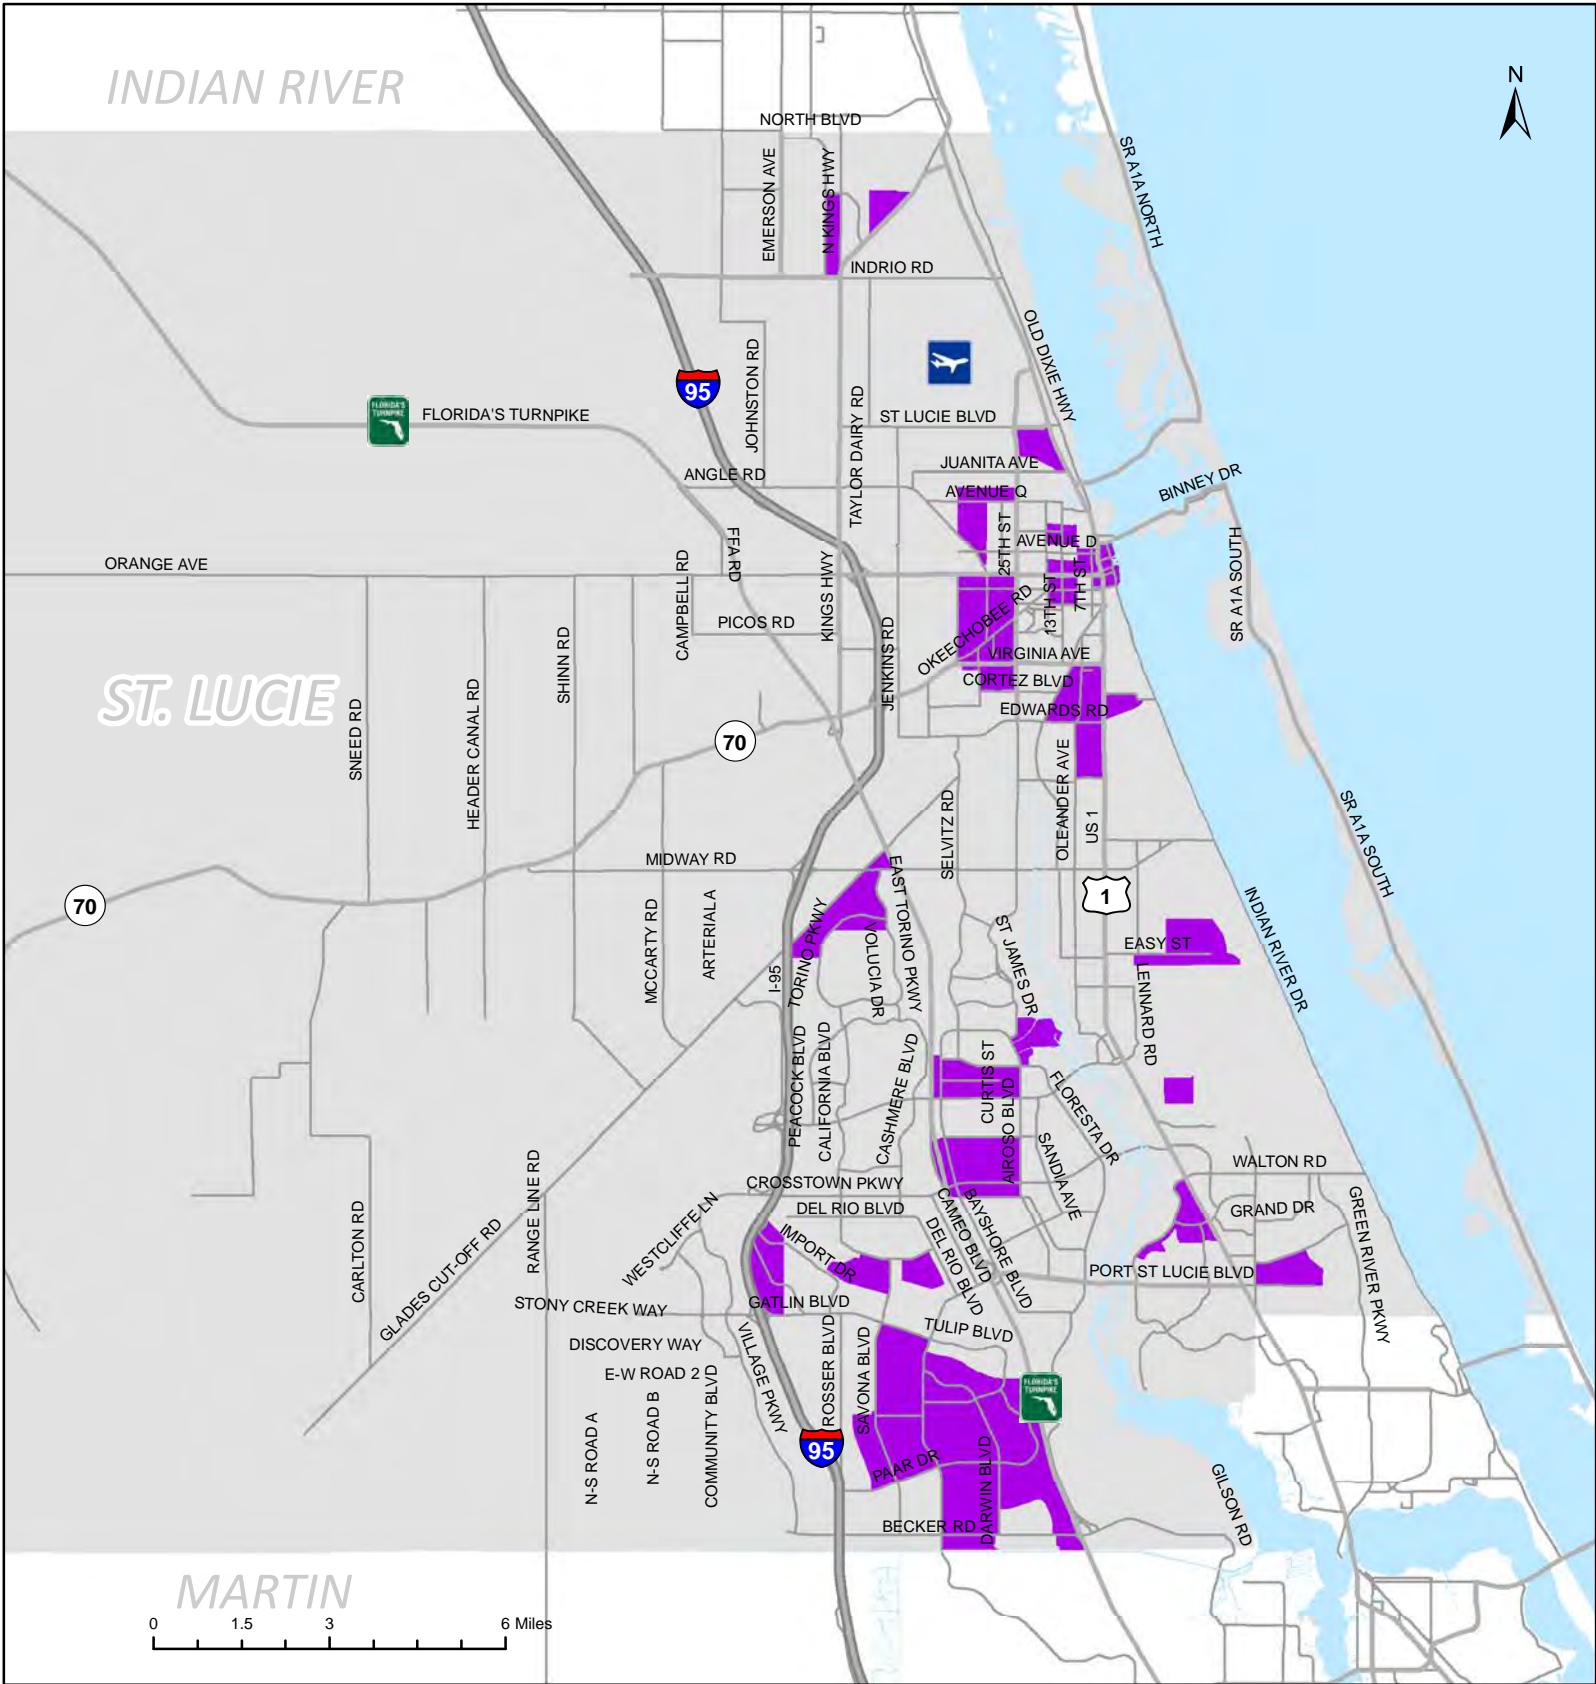 INDIAN RIVER
N
NORTH BLVD
SR A1A NORTH
EMERSON AVE
N KINGS HWY
INDRIO RD
OLD DIXIE HWY
JOHNSTON RD
95
TAYLOR DAIRY RD
FLORIDA'S
TURNPIKE
FLORIDA'S TURNPIKE
ST LUCIE BLVD
JUANITA AVE
ANGLE RD
BINNEY DR
AVENUE Q
25TH ST
AVENUE D
FFA RD
ORANGE AVE
CAMPBELL RD
KINGS HWY
13TH ST
7TH ST
SR A1A SOUTH
PICOS RD
OKEECHOBEE RD
SHINN RD
JENKINS RD
VIRGINIA AVE
CORTEZ BLVD
ST. LUCIE
SNEED RD
HEADER CANAL RD
EDWARDS RD
70
OLEANDER AVE
SELVITZ RD
US 1
SR A1A SOUTH
MIDWAY RD
EAST TORINO PKWY
70
1
MCCARTY RD
ARTERIAL A
TORINO PKWY
VOLUCIA DR
ST JAMES DR
EASY ST
INDIAN RIVER DR
I-95
LENNARD RD
PEACOCK BLVD
CALIFORNIA BLVD
CASHMERE BLVD
CURTIS ST
AIROSO BLVD
FLORESTA DR
SANDIA AVE
WALTON RD
RANGE LINE RD
CROSSTOWN PKWY
CARLTON RD
GLADES CUT-OFF RD
WESTCLIFFE LN
DEL RIO BLVD
CAMEO BLVD
BAYSHORE BLVD
GRAND DR
GREEN RIVER PKWY
IMPORT DR
DEL RIO BLVD
PORT ST LUCIE BLVD
STONY CREEK WAY
GATLIN BLVD
TULIP BLVD
DISCOVERY WAY
VILLAGE PKWY
ROSSER BLVD
SAVONA BLVD
E-W ROAD 2
FLORIDA'S
TURNPIKE
N-S ROAD A
N-S ROAD B
COMMUNITY BLVD
95
PAAR DR
DARWIN BLVD
GILSON RD
BECKER RD
MARTIN
0 1.5 3 6 Miles